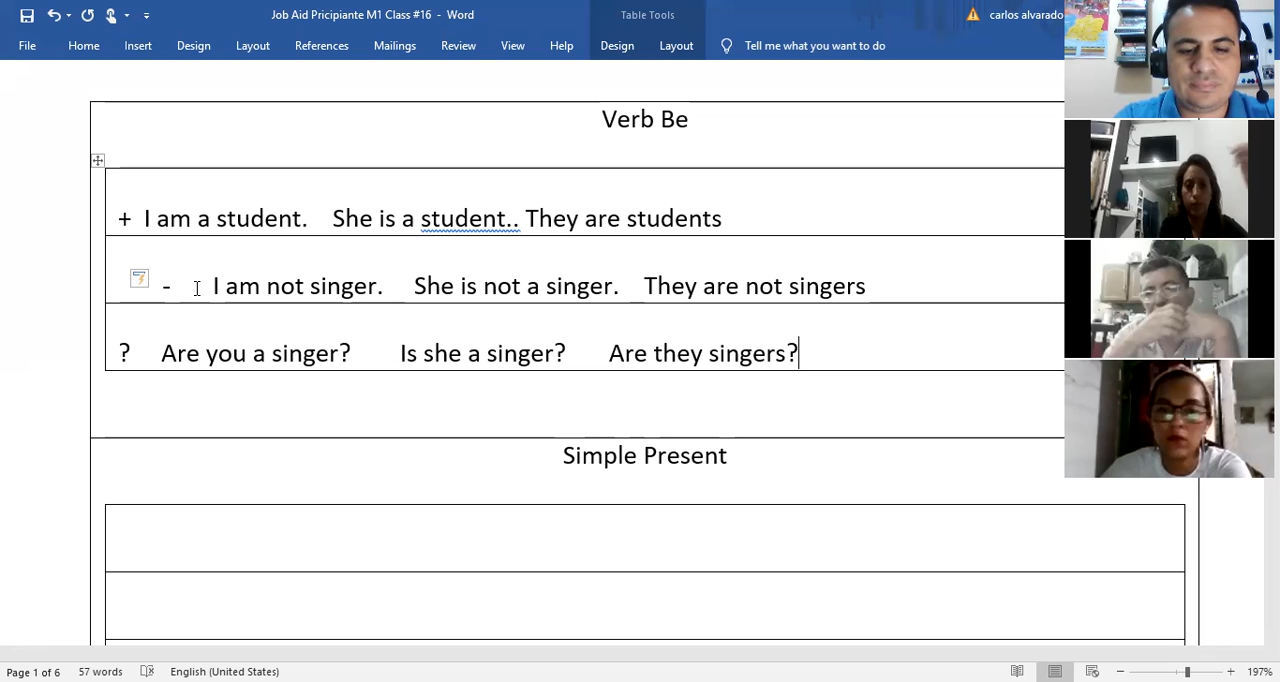 Job Aid Pricipiante M1 Class #16 - Word
Table Tools
carlos alvarado
File Home Insert Design Layout References Mailings Review View Help Design Layout Tell me what you want to do
Verb Be
+ I am a student. She is a student.. They are students
- I am not singer. She is not a singer. They are not singers
? Are you a singer? Is she a singer? Are they singers?
Simple Present
Page 1 of 6 57 words English (United States) 197%